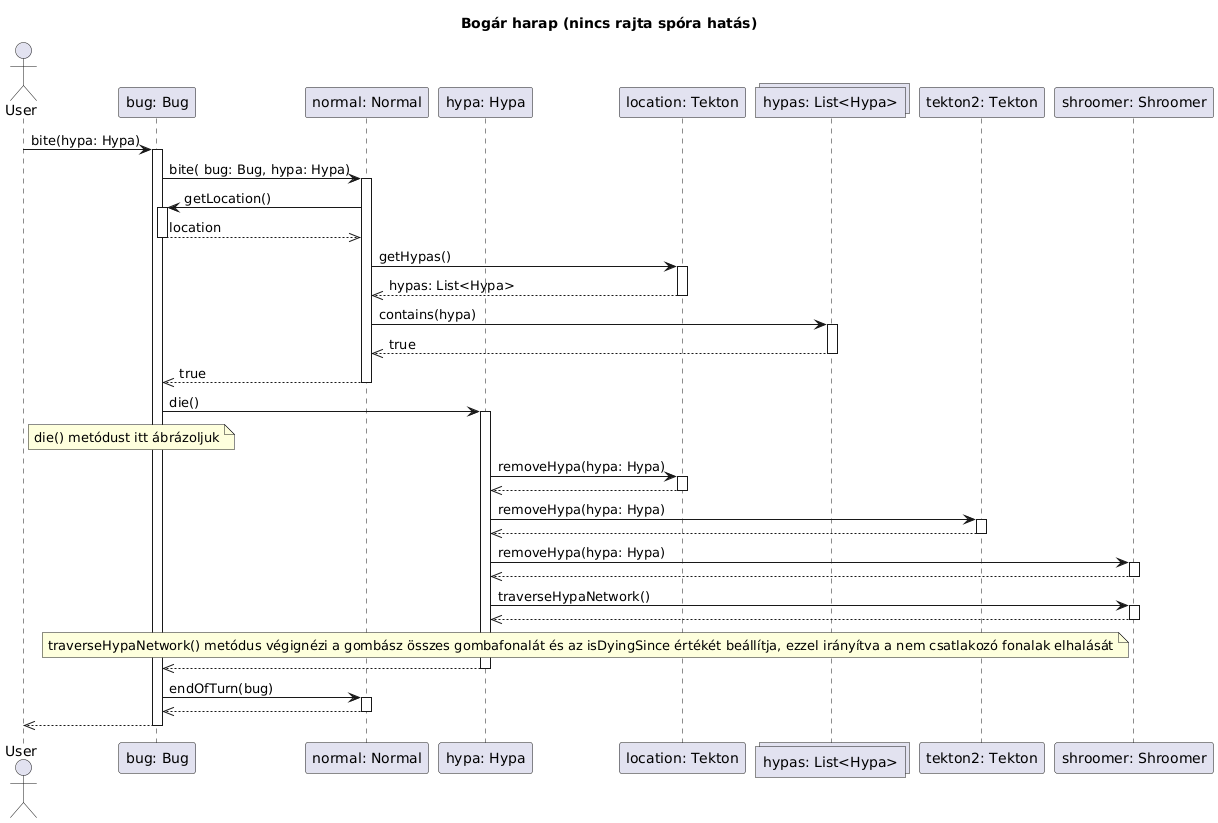 Bogár harap (nincs rajta spóra hatás)
User
bug: Bug
normal: Normal
hypa: Hypa
location: Tekton
hypas: List<Hypa>
tekton2: Tekton
shroomer: Shroomer
bite(hypa: Hypa)
bite( bug: Bug, hypa: Hypa)
getLocation()
location
getHypas()
hypas: List<Hypa>
contains(hypa)
true
true
die()
die() metódust itt ábrázoljuk
removeHypa(hypa: Hypa)
removeHypa(hypa: Hypa)
removeHypa(hypa: Hypa)
traverseHypaNetwork()
traverseHypaNetwork() metódus végignézi a gombász összes gombafonalát és az isDyingSince értékét beállítja, ezzel irányítva a nem csatlakozó fonalak elhalását
endOfTurn(bug)
User
bug: Bug
normal: Normal
hypa: Hypa
location: Tekton
hypas: List<Hypa>
tekton2: Tekton
shroomer: Shroomer